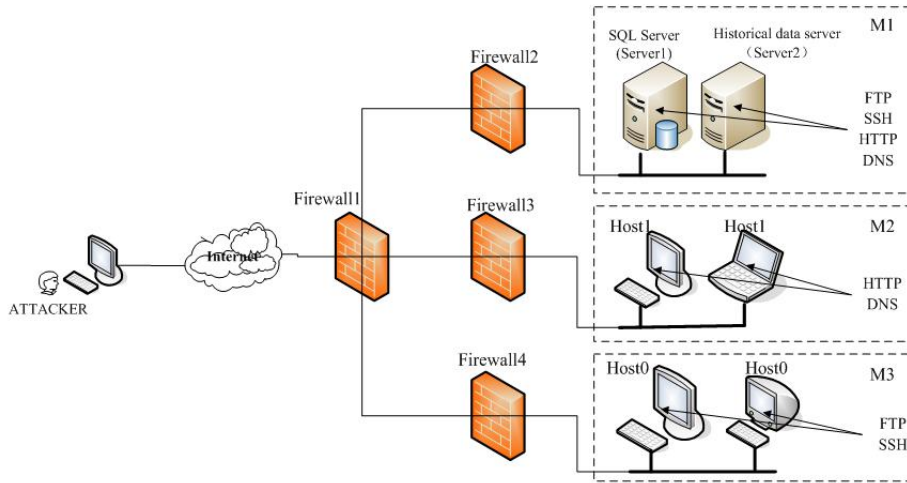 M1
SQL Server
(Server1)
Historical data server
（Server2）
Firewall2
FTP
SSH
HTTP
DNS
Firewall1
Firewall3
Host1
Host1
M2
Internet
HTTP
DNS
ATTACKER
Firewall4
Host0
Host0
M3
FTP
SSH